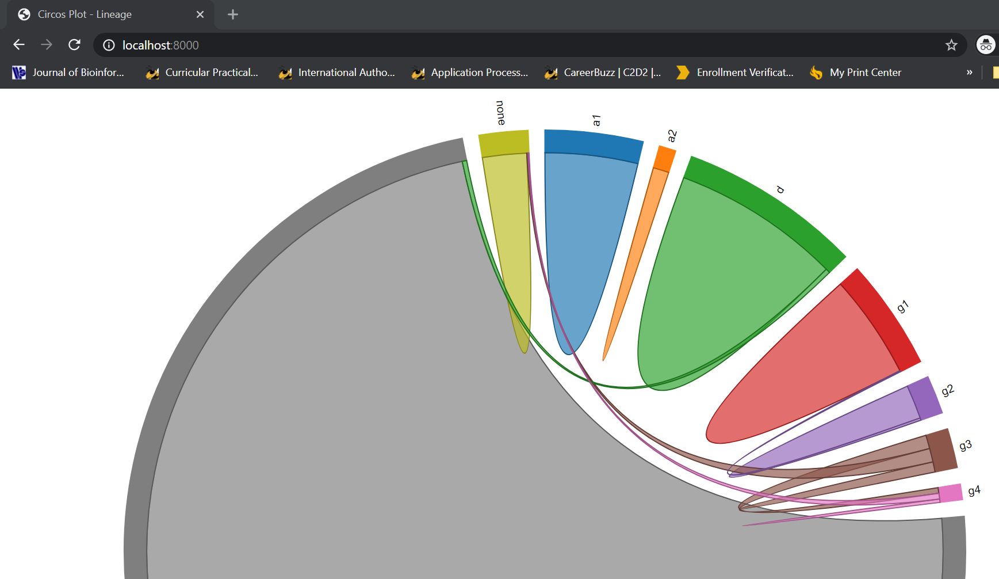 Circos Plot - Lineage
localhost:8000
Journal of Bioinfor...
Curricular Practical...
International Autho...
Application Process...
CareerBuzz | C2D2 |...
Enrollment Verificat...
My Print Center
»
none
a1
a2
d
g1
g2
g3
g4